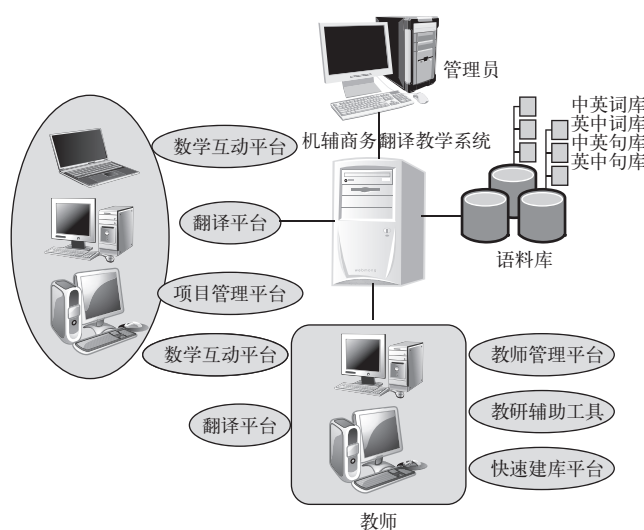 管理员
机辅商务翻译教学系统
中英词库
英中词库
中英句库
英中句库
语料库
数学互动平台
翻译平台
项目管理平台
数学互动平台
翻译平台
教师管理平台
教研辅助工具
快速建库平台
教师